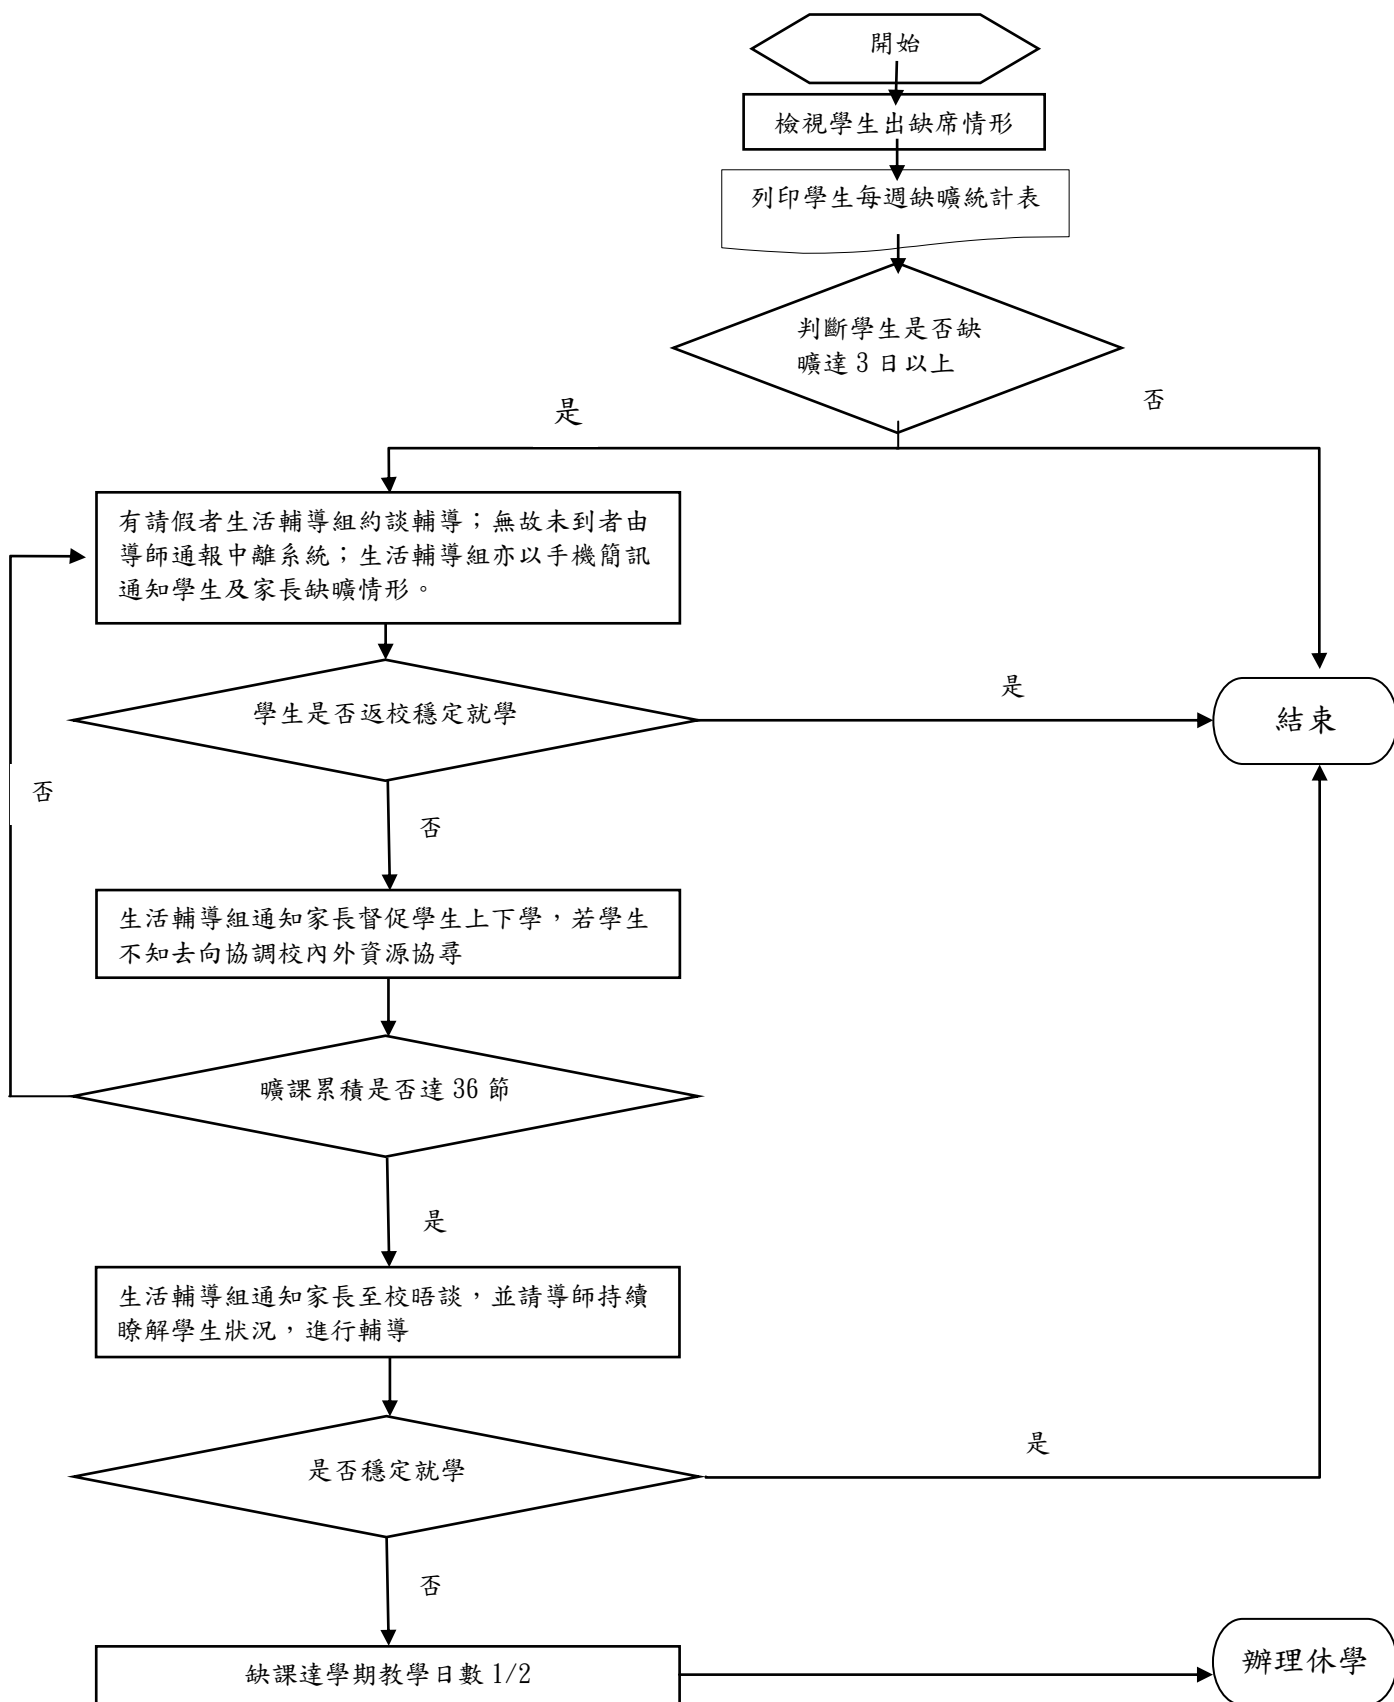 開始
檢視學生出缺席情形
列印學生每週缺曠統計表
判斷學生是否缺
曠達 3 日以上
是
否
有請假者生活輔導組約談輔導；無故未到者由
導師通報中離系統；生活輔導組亦以手機簡訊
通知學生及家長缺曠情形。
學生是否返校穩定就學
是
結束
否
否
生活輔導組通知家長督促學生上下學，若學生
不知去向協調校內外資源協尋
曠課累積是否達 36 節
是
生活輔導組通知家長至校晤談，並請導師持續
瞭解學生狀況，進行輔導
是否穩定就學
是
否
缺課達學期教學日數 1/2
辦理休學